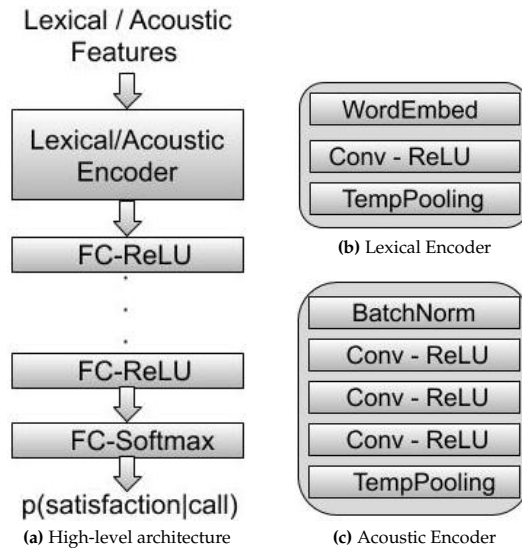 Lexical / Acoustic
Features
Lexical/Acoustic
Encoder
FC-ReLU
.
.
.
FC-ReLU
FC-Softmax
p(satisfaction|call)
(a) High-level architecture
WordEmbed
Conv - ReLU
TempPooling
(b) Lexical Encoder
BatchNorm
Conv - ReLU
Conv - ReLU
Conv - ReLU
TempPooling
(c) Acoustic Encoder